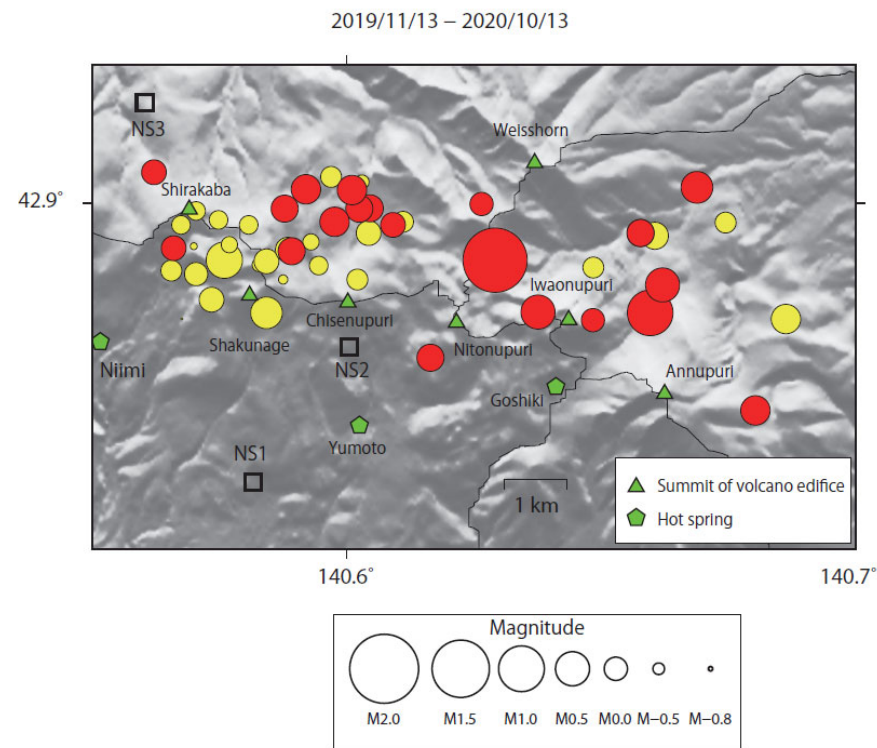 2019/11/13 – 2020/10/13
NS3
Weisshorn
42.9°
Shirakaba
Iwaonupuri
Chisenupuri
Shakunage
Nitonupuri
Niimi
NS2
Annupuri
Goshiki
Yumoto
NS1
1 km
Summit of volcano edifice
Hot spring
140.6°
140.7°
Magnitude
M2.0 M1.5 M1.0 M0.5 M0.0 M−0.5 M−0.8